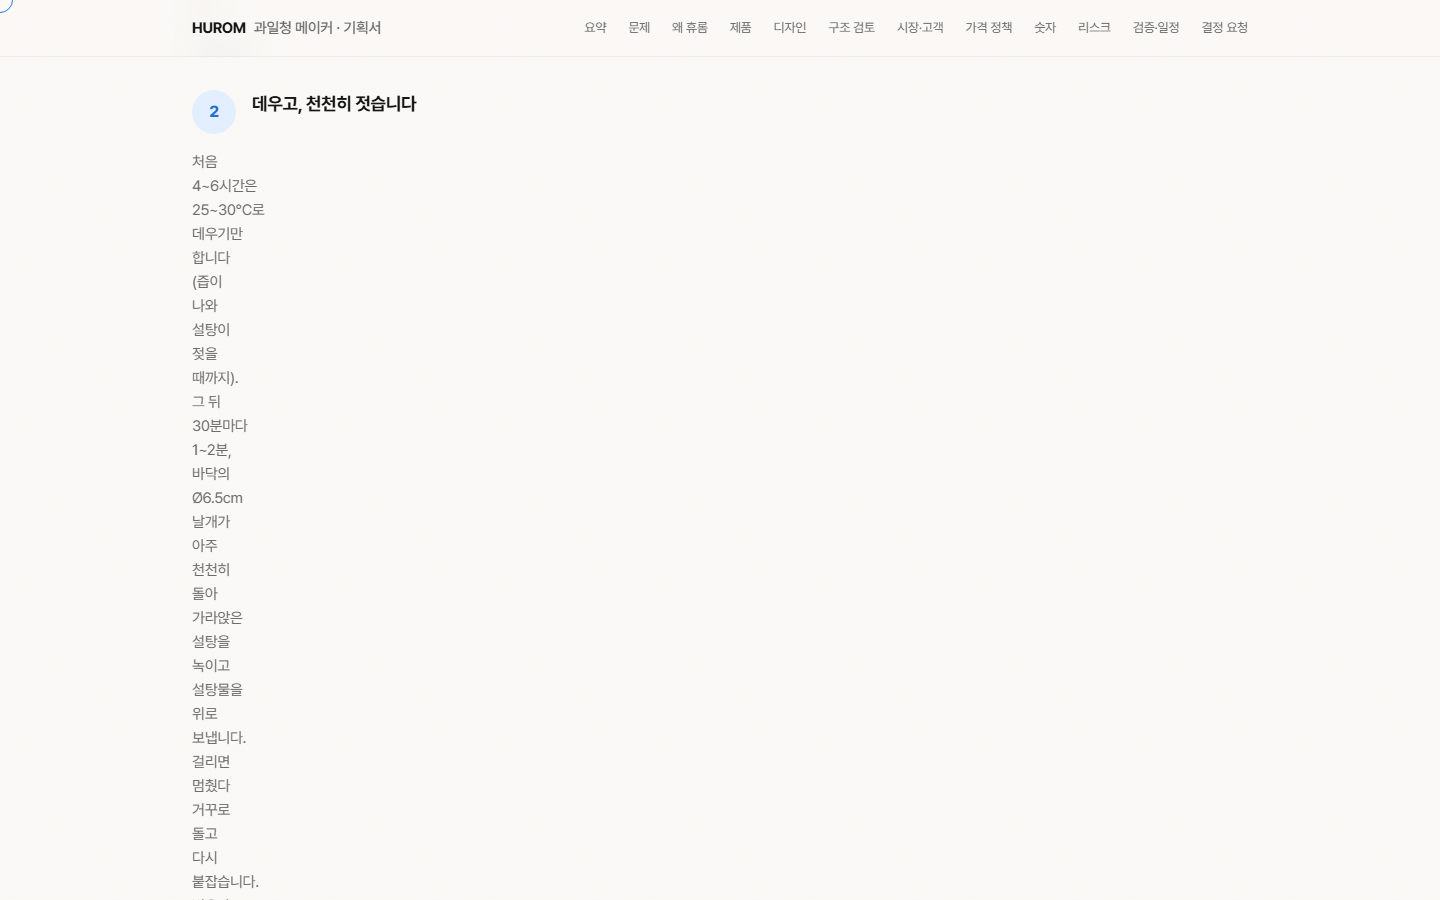 HUROM 과일청 메이커 · 기획서
요약 문제 왜 휴롬 제품 디자인 구조 검토 시장·고객 가격 정책 숫자 리스크 검증·일정 결정 요청
2
데우고, 천천히 젓습니다
처음
4~6시간은
25~30°C로
데우기만
합니다
(즙이
나와
설탕이
젖을
때까지).
그 뒤
30분마다
1~2분,
바닥의
Ø6.5cm
날개가
아주
천천히
돌아
가라앉은
설탕을
녹이고
설탕물을
위로
보냅니다.
걸리면
멈췄다
거꾸로
돌고
다시
붙잡습니다.